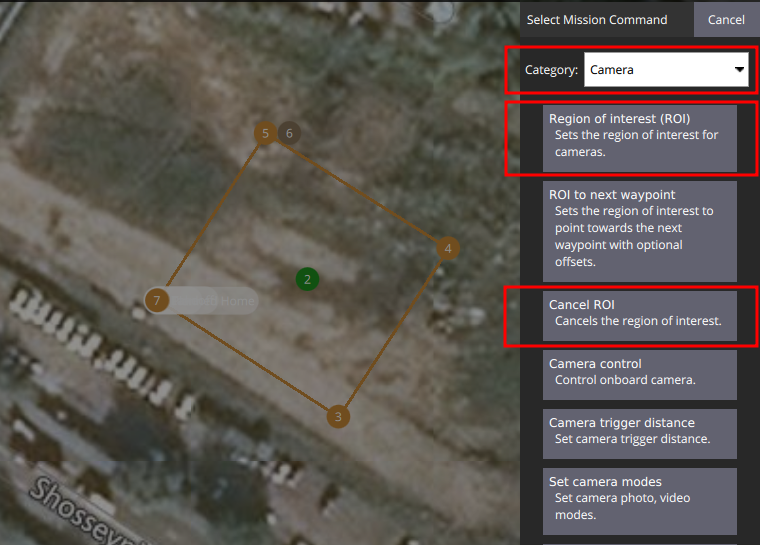 Select Mission Command
Cancel
Category:
Camera
Region of interest (ROI)
Sets the region of interest for
cameras.
ROI to next waypoint
Sets the region of interest to
point towards the next
waypoint with optional
offsets.
Cancel ROI
Cancels the region of interest.
Camera control
Control onboard camera.
Camera trigger distance
Set camera trigger distance.
Set camera modes
Set camera photo, video
modes.
5
6
4
2
7
Home
3